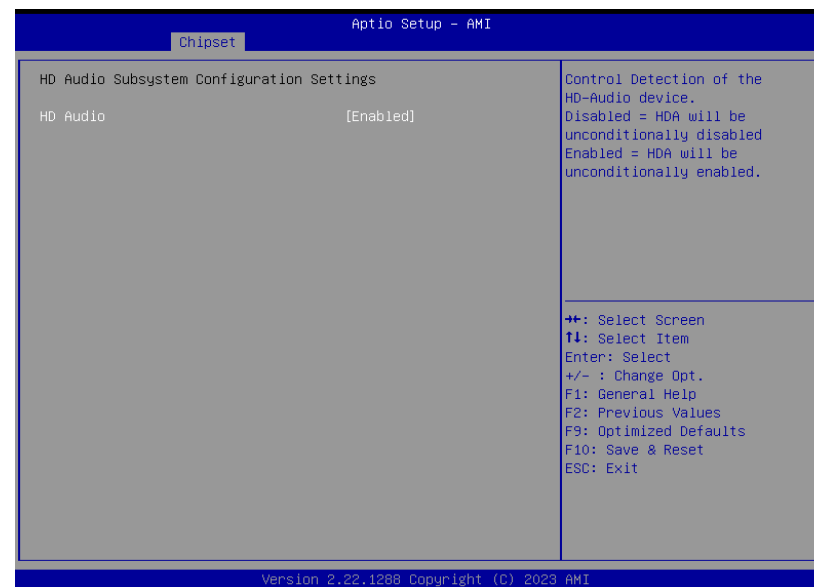 Aptio Setup – AMI
Chipset
HD Audio Subsystem Configuration Settings
HD Audio [Enabled]
Control Detection of the
HD-Audio device.
Disabled = HDA will be
unconditionally disabled
Enabled = HDA will be
unconditionally enabled.
→←: Select Screen
↑↓: Select Item
Enter: Select
+/- : Change Opt.
F1: General Help
F2: Previous Values
F9: Optimized Defaults
F10: Save & Reset
ESC: Exit
Version 2.22.1288 Copyright (C) 2023 AMI